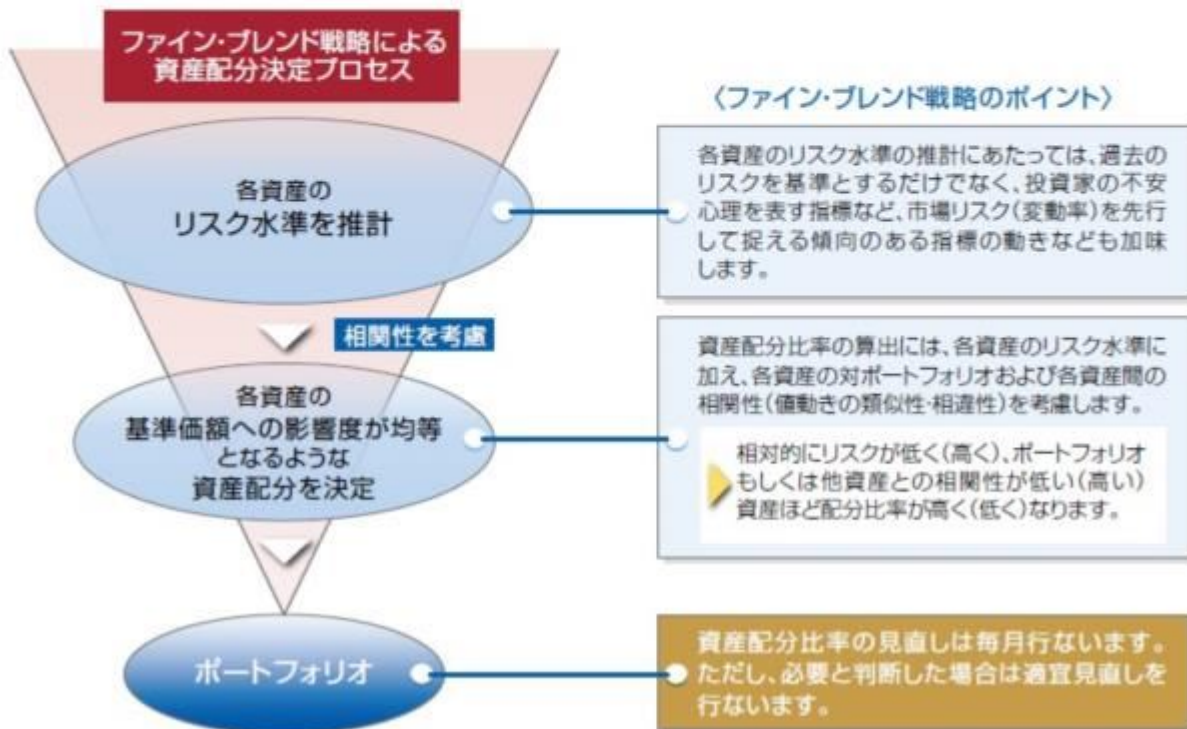 ファイン・ブレンド戦略による
資産配分決定プロセス
〈ファイン・ブレンド戦略のポイント〉
各資産の
リスク水準を推計
各資産のリスク水準の推計にあたっては、過去の
リスクを基準とするだけでなく、投資家の不安
心理を表す指標など、市場リスク(変動率)を先行
して捉える傾向のある指標の動きなども加味
します。
相関性を考慮
各資産の
基準価額への影響度が均等
となるような
資産配分を決定
資産配分比率の算出には、各資産のリスク水準に
加え、各資産の対ポートフォリオおよび各資産間の
相関性(値動きの類似性・相違性)を考慮します。
相対的にリスクが低く(高く)、ポートフォリオ
もしくは他資産との相関性が低い(高い)
資産ほど配分比率が高く(低く)なります。
ポートフォリオ
資産配分比率の見直しは毎月行ないます。
ただし、必要と判断した場合は適宜見直しを
行ないます。